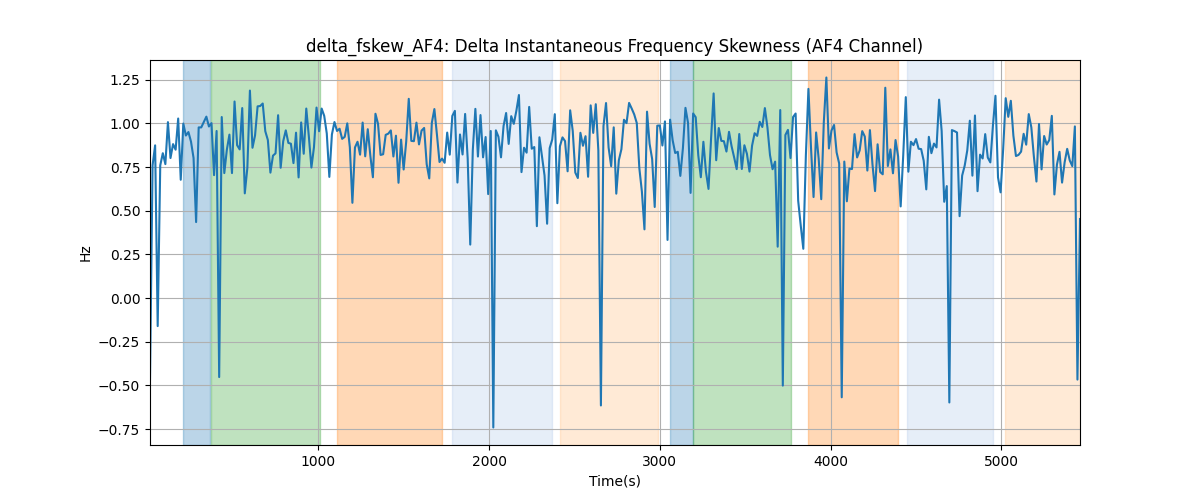 delta_fskew_AF4: Delta Instantaneous Frequency Skewness (AF4 Channel)
Hz
1.25
1.00
0.75
0.50
0.25
0.00
−0.25
−0.50
−0.75
1000 2000 3000 4000 5000
Time(s)